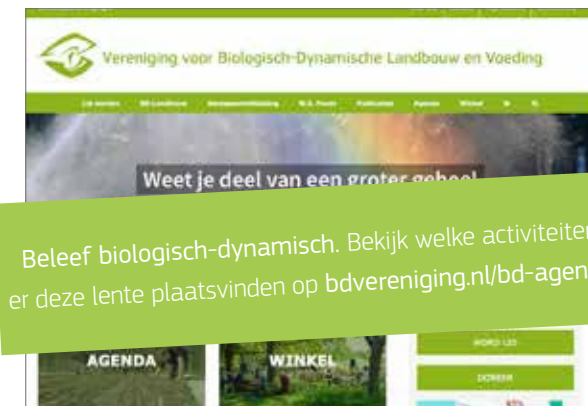 Vereniging voor Biologisch-Dynamische Landbouw en Voeding
Weet je deel van een groter geheel
Beleef biologisch-dynamisch. Bekijk welke activiteiten
er deze lente plaatsvinden op bdvereniging.nl/bd-agen
AGENDA
WINKEL
WORD LID
DONEER